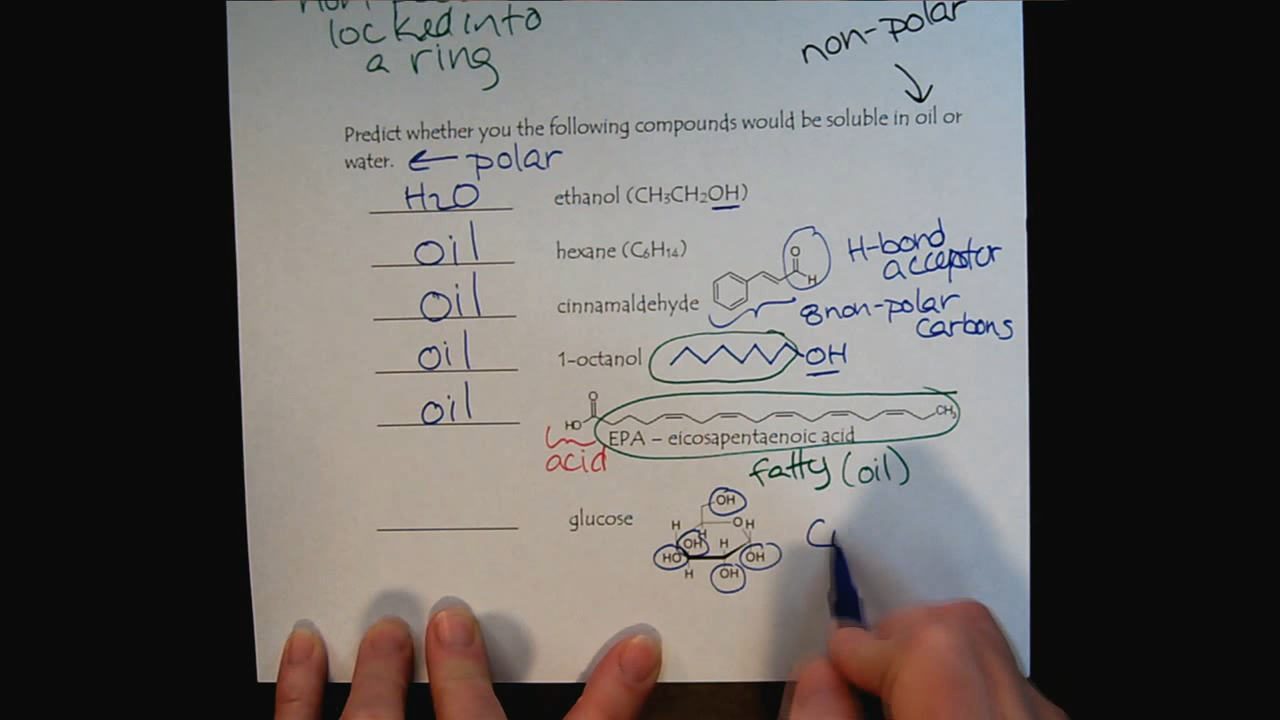 locked into
a ring
non-polar
Predict whether you the following compounds would be soluble in oil or
water. ← polar
H2O ethanol (CH3CH2OH)
oil hexane (C6H14)
H-bond
acceptor
O
H
oil cinnamaldehyde
8 non-polar
carbons
oil 1-octanol OH
oil
O
HO CH3
EPA – eicosapentaenoic acid
acid
fatty (oil)
glucose
OH
H O H
H
OH H
HO OH
H OH
C